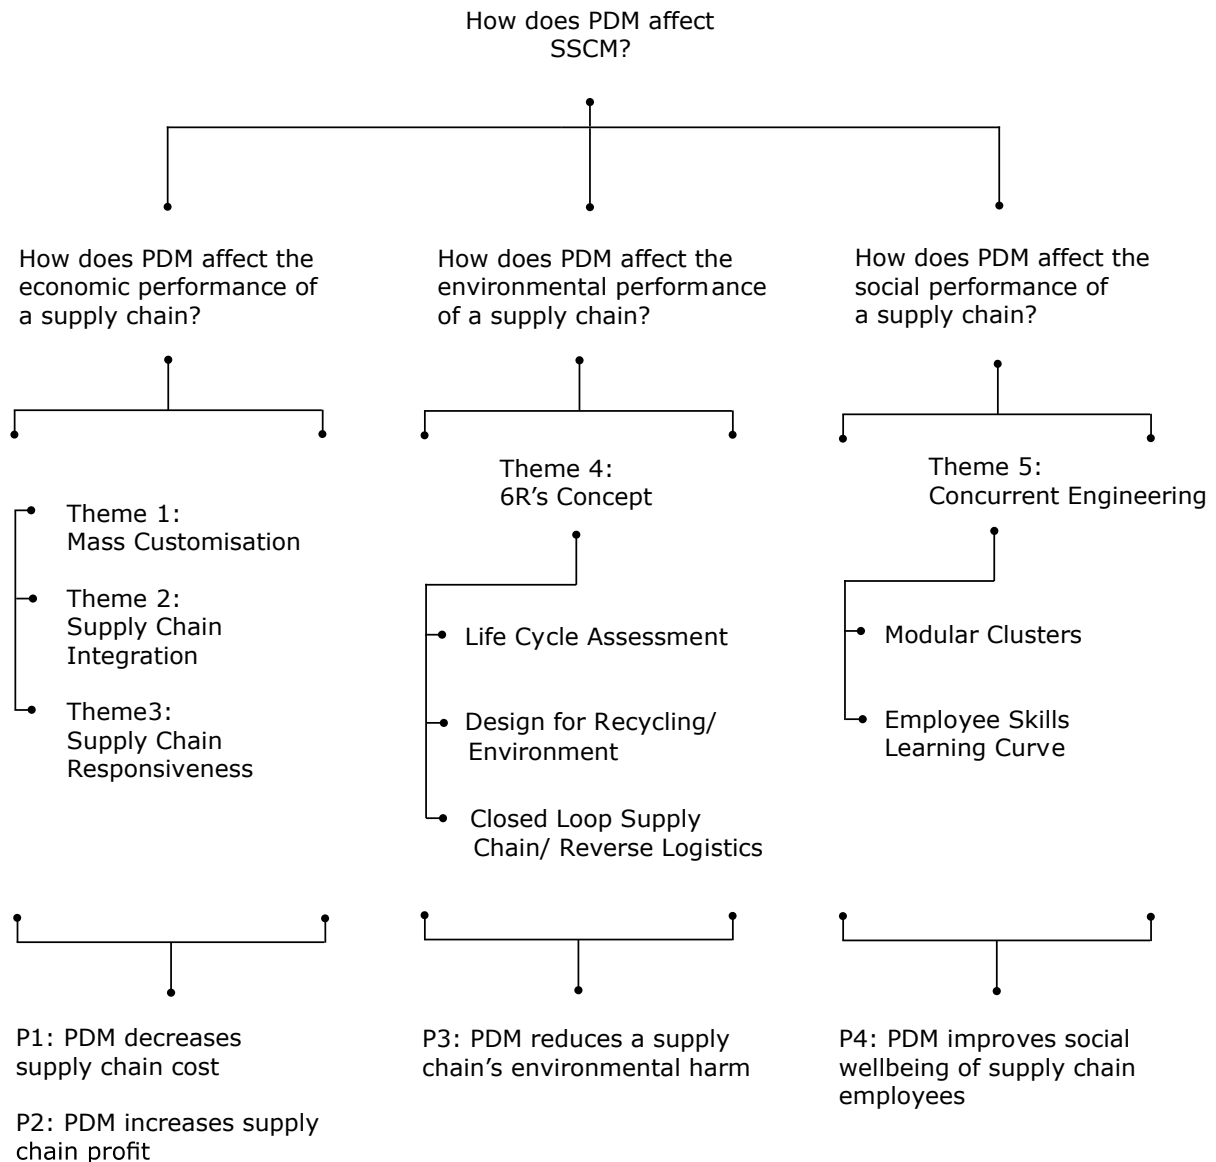 How does PDM affect
SSCM?
How does PDM affect the
economic performance of
a supply chain?
How does PDM affect the
environmental performance
of a supply chain?
How does PDM affect the
social performance of
a supply chain?
Theme 1:
Mass Customisation
Theme 2:
Supply Chain
Integration
Theme3:
Supply Chain
Responsiveness
Theme 4:
6R’s Concept
Life Cycle Assessment
Design for Recycling/
Environment
Closed Loop Supply
Chain/ Reverse Logistics
Theme 5:
Concurrent Engineering
Modular Clusters
Employee Skills
Learning Curve
P1: PDM decreases
supply chain cost
P2: PDM increases supply
chain profit
P3: PDM reduces a supply
chain’s environmental harm
P4: PDM improves social
wellbeing of supply chain
employees